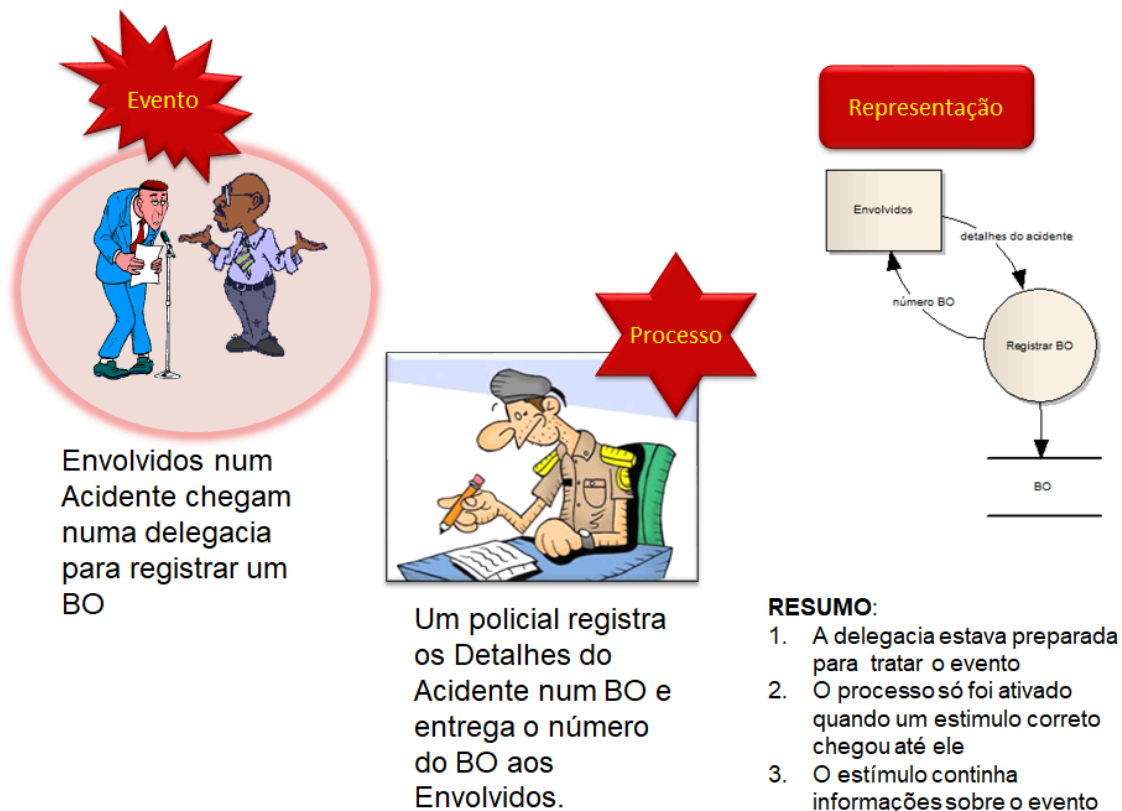 Evento
Envolvidos num
Acidente chegam
numa delegacia
para registrar um
BO
Processo
Um policial registra
os Detalhes do
Acidente num BO e
entrega o número
do BO aos
Envolvidos.
Representação
Envolvidos
detalhes do acidente
número BO
Registrar BO
BO
RESUMO:
1. A delegacia estava preparada
para tratar o evento
2. O processo só foi ativado
quando um estimulo correto
chegou até ele
3. O estímulo continha
informações sobre o evento